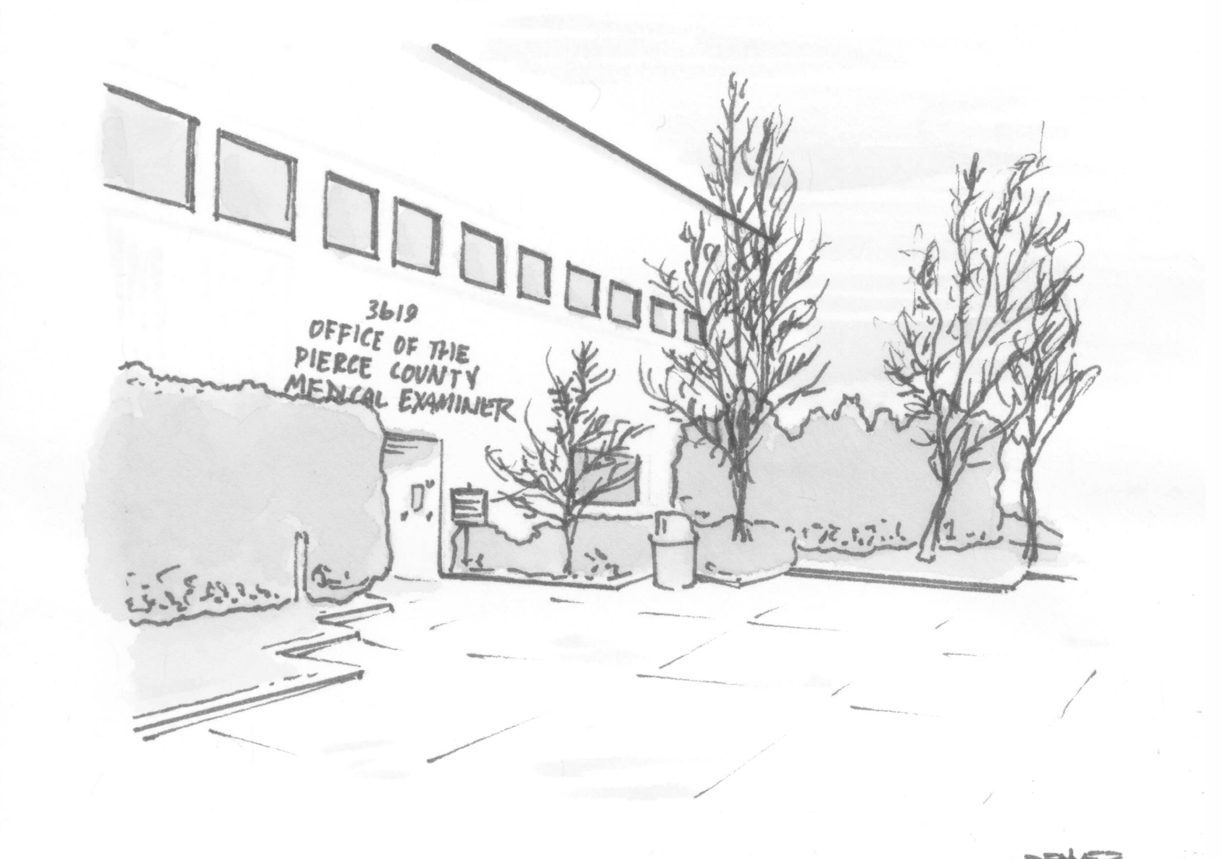 3619
OFFICE OF THE
PIERCE COUNTY
MEDICAL EXAMINER